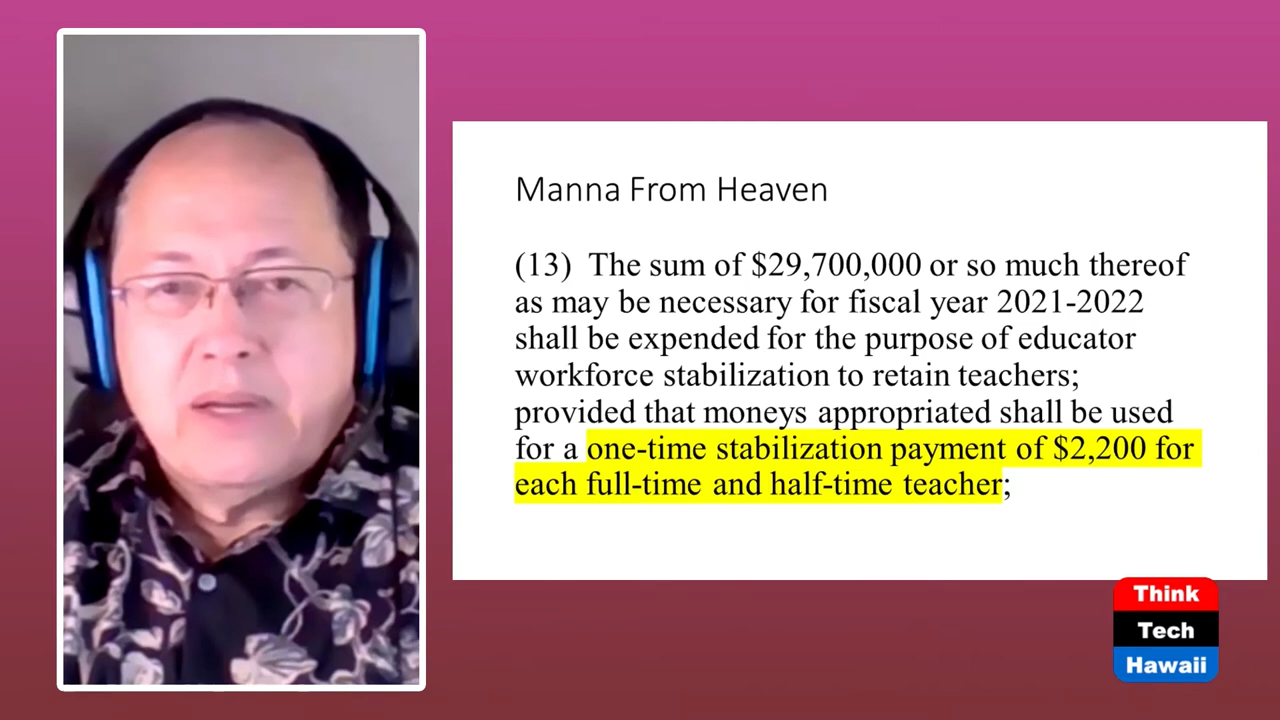 Manna From Heaven
(13) The sum of $29,700,000 or so much thereof
as may be necessary for fiscal year 2021-2022
shall be expended for the purpose of educator
workforce stabilization to retain teachers;
provided that moneys appropriated shall be used
for a one-time stabilization payment of $2,200 for
each full-time and half-time teacher;
Think
Tech
Hawaii